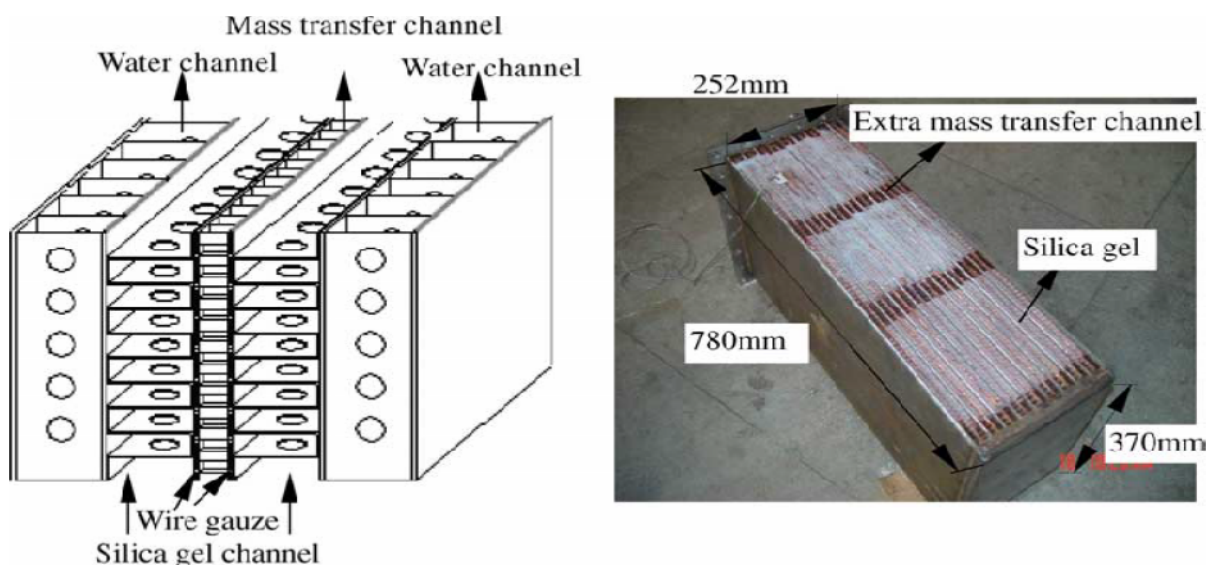 Mass transfer channel
Water channel
Water channel
Wire gauze
Silica gel channel
252mm
Extra mass transfer channel
Silica gel
780mm
370mm